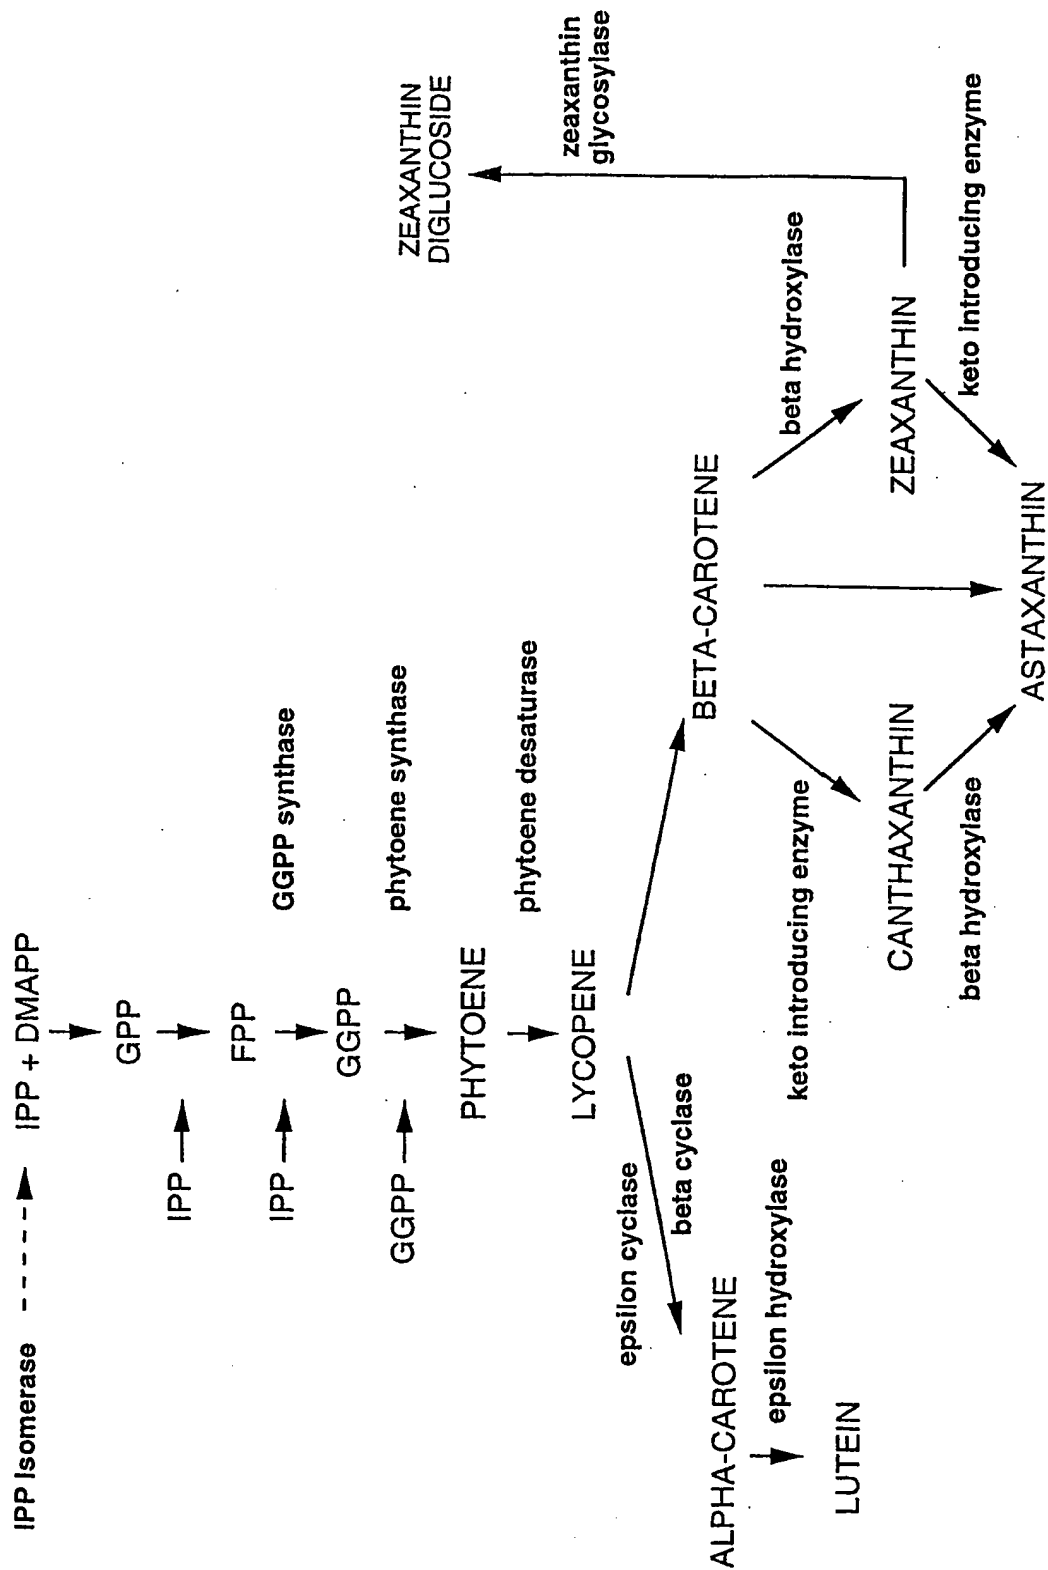 IPP Isomerase
IPP + DMAPP
GPP
IPP
FPP
IPP
GGPP synthase
GGPP
GGPP
phytoene synthase
PHYTOENE
phytoene desaturase
LYCOPENE
epsilon cyclase
beta cyclase
ALPHA-CAROTENE
epsilon hydroxylase
LUTEIN
BETA-CAROTENE
keto introducing enzyme
CANTHAXANTHIN
beta hydroxylase
beta hydroxylase
ZEAXANTHIN
keto introducing enzyme
ASTAXANTHIN
ZEAXANTHIN
DIGLUCOSIDE
zeaxanthin
glycosylase